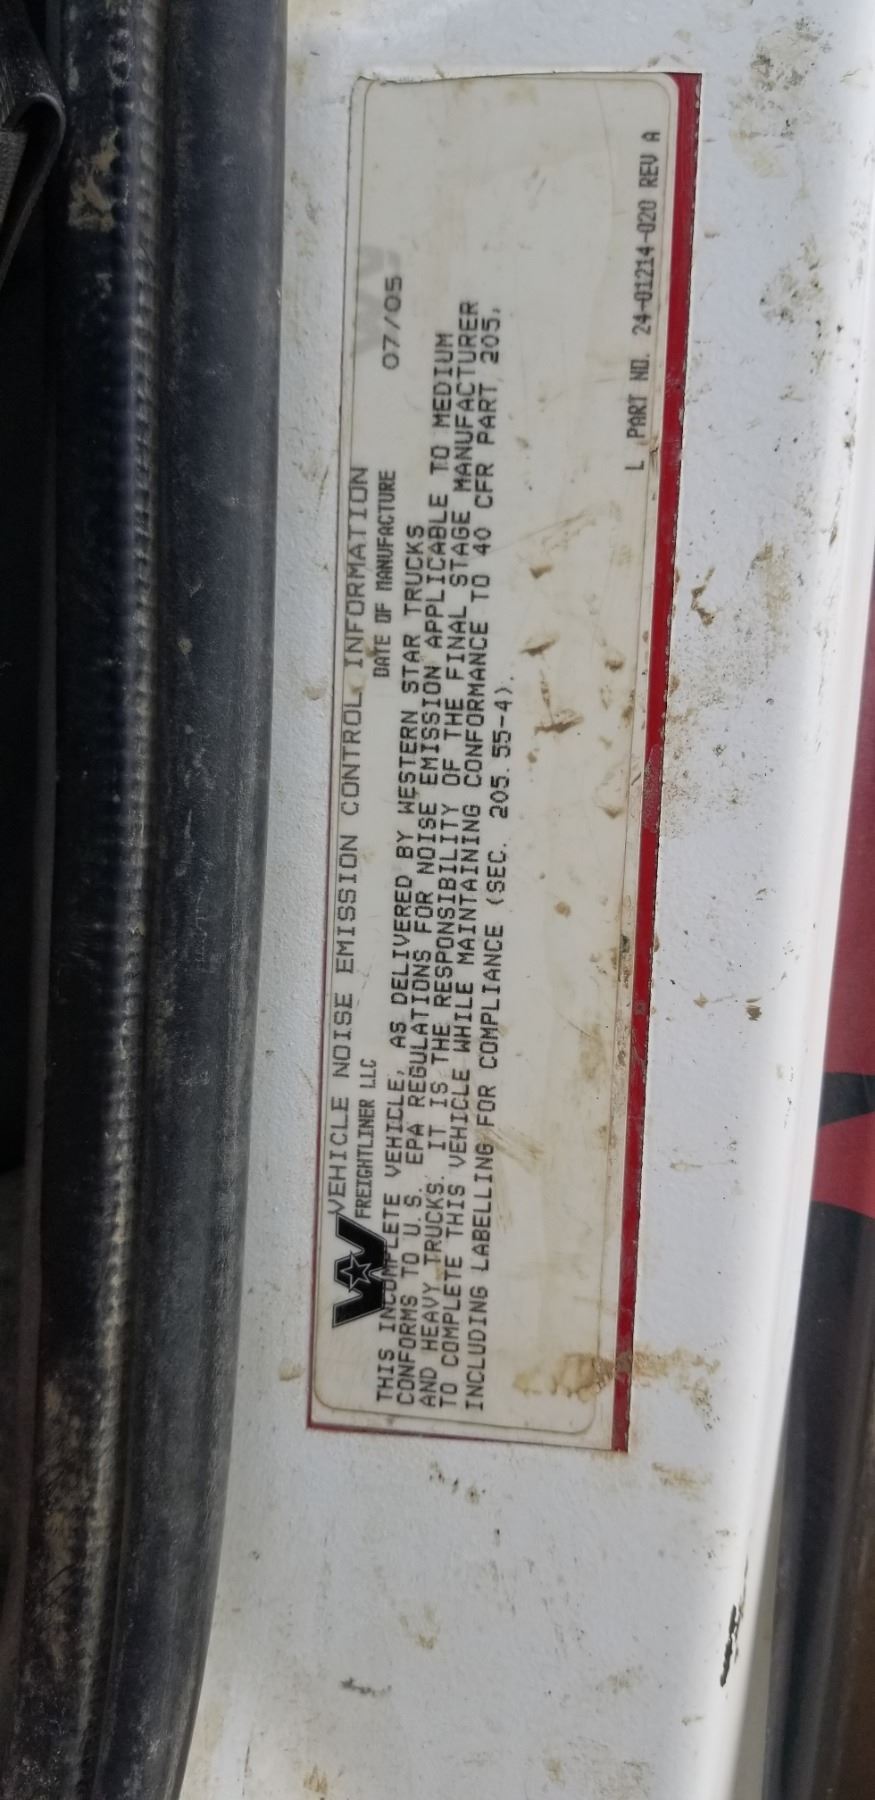 VEHICLE NOISE EMISSION CONTROL INFORMATION
FREIGHTLINER LLC DATE OF MANUFACTURE 07/05
THIS INCOMPLETE VEHICLE, AS DELIVERED BY WESTERN STAR TRUCKS
CONFORMS TO U.S. EPA REGULATIONS FOR NOISE EMISSION APPLICABLE TO MEDIUM
AND HEAVY TRUCKS. IT IS THE RESPONSIBILITY OF THE FINAL STAGE MANUFACTURER
TO COMPLETE THIS VEHICLE WHILE MAINTAINING CONFORMANCE TO 40 CFR PART 205,
INCLUDING LABELLING FOR COMPLIANCE (SEC. 205.55-4).
L PART NO. 24-01214-020 REV A